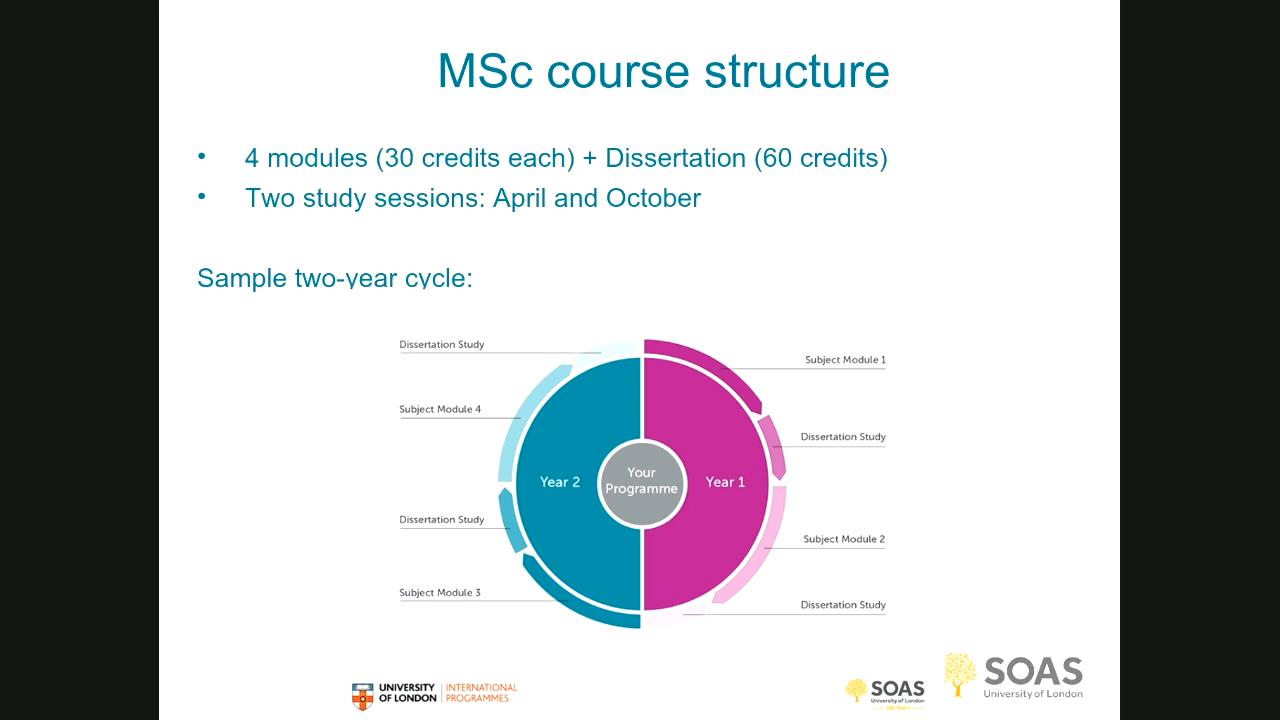 MSc course structure
• 4 modules (30 credits each) + Dissertation (60 credits)
• Two study sessions: April and October
Sample two-year cycle:
Dissertation Study
Subject Module 1
Subject Module 4
Dissertation Study
Year 2
Your
Programme
Year 1
Dissertation Study
Subject Module 2
Subject Module 3
Dissertation Study
UNIVERSITY
OF LONDON
INTERNATIONAL
PROGRAMMES
SOAS
University of London
SOAS
University of London